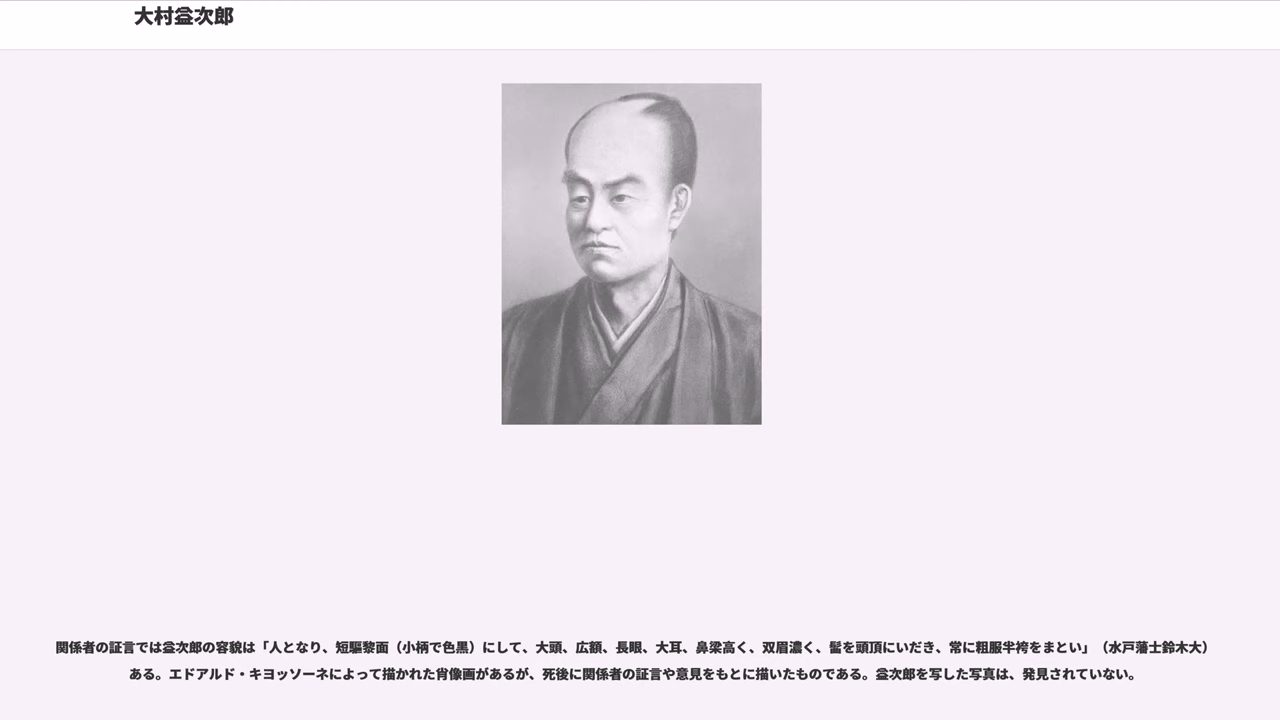 大村益次郎
関係者の証言では益次郎の容貌は「人となり、短軀黎面（小柄で色黒）にして、大頭、広額、長眼、大耳、鼻梁高く、双眉濃く、髷を頭頂にいだき、常に粗服半袴をまとい」（水戸藩士鈴木大）
ある。エドアルド・キヨッソーネによって描かれた肖像画があるが、死後に関係者の証言や意見をもとに描いたものである。益次郎を写した写真は、発見されていない。